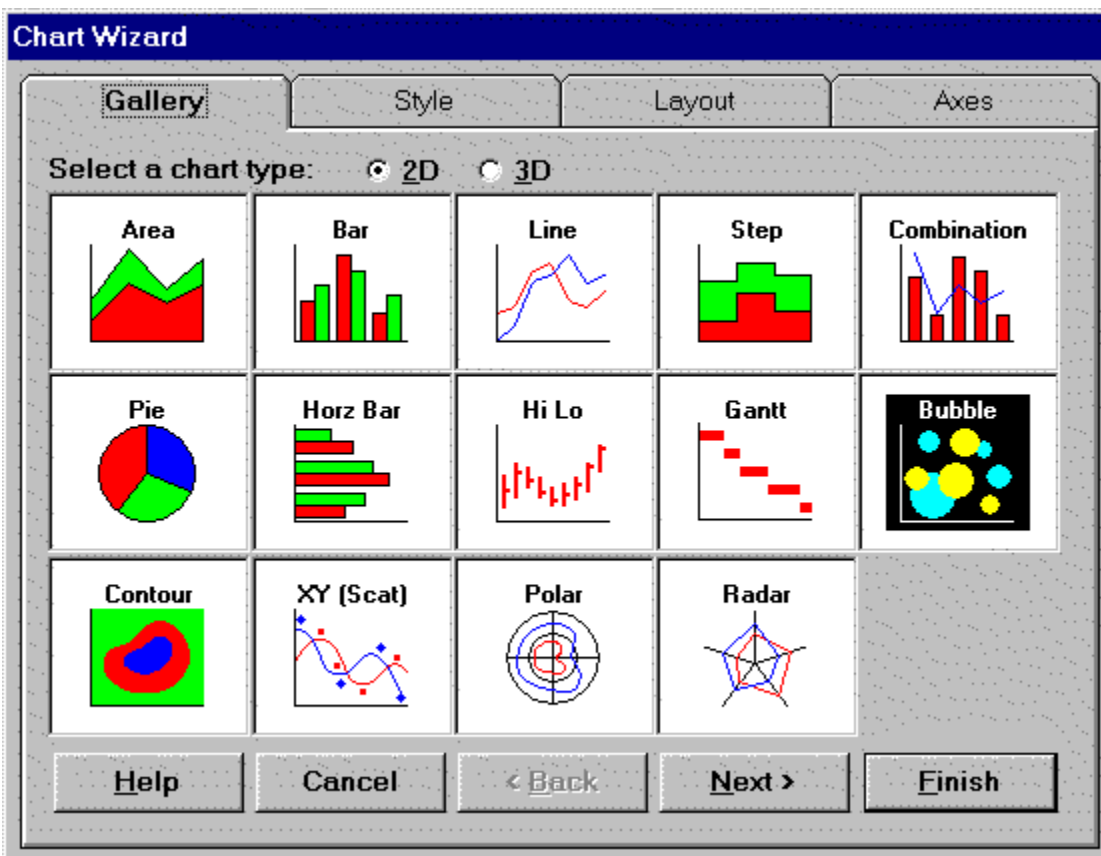 Chart Wizard
Gallery Style Layout Axes
Select a chart type: 2D 3D
Area Bar Line Step Combination
Pie Horz Bar Hi Lo Gantt Bubble
Contour XY (Scat) Polar Radar
Help Cancel < Back Next > Finish